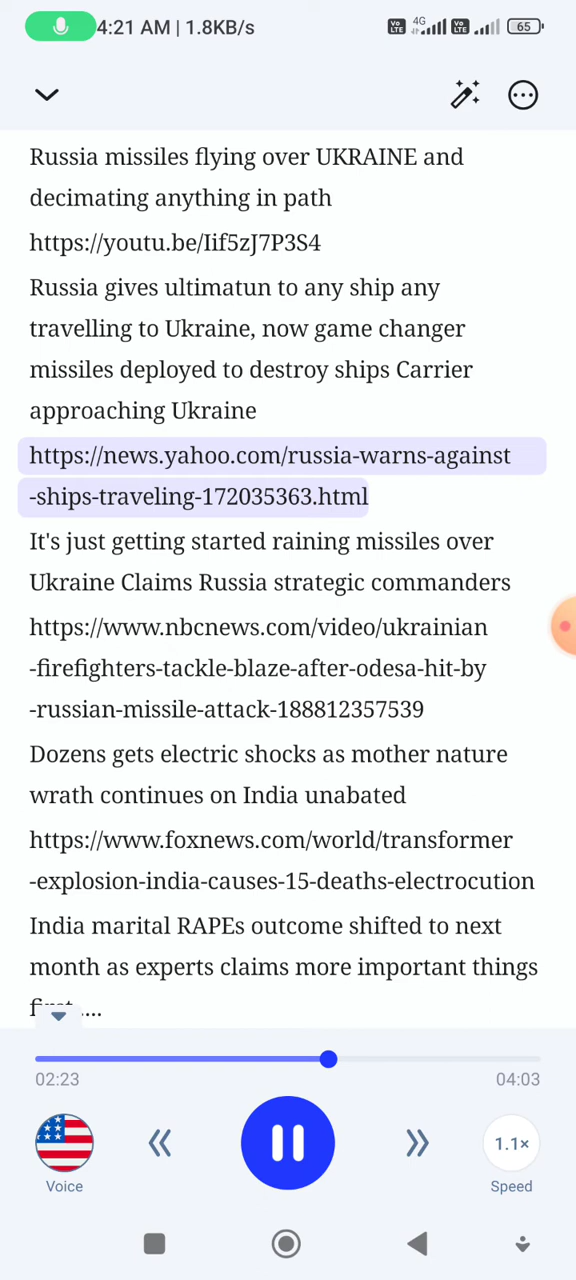 4:21 AM | 1.8KB/s
Vo LTE 4G Vo LTE 65
Russia missiles flying over UKRAINE and
decimating anything in path
https://youtu.be/Iif5zJ7P3S4
Russia gives ultimatun to any ship any
travelling to Ukraine, now game changer
missiles deployed to destroy ships Carrier
approaching Ukraine
https://news.yahoo.com/russia-warns-against
-ships-traveling-172035363.html
It's just getting started raining missiles over
Ukraine Claims Russia strategic commanders
https://www.nbcnews.com/video/ukrainian
-firefighters-tackle-blaze-after-odesa-hit-by
-russian-missile-attack-188812357539
Dozens gets electric shocks as mother nature
wrath continues on India unabated
https://www.foxnews.com/world/transformer
-explosion-india-causes-15-deaths-electrocution
India marital RAPEs outcome shifted to next
month as experts claims more important things
02:23 04:03
1.1×
Voice Speed